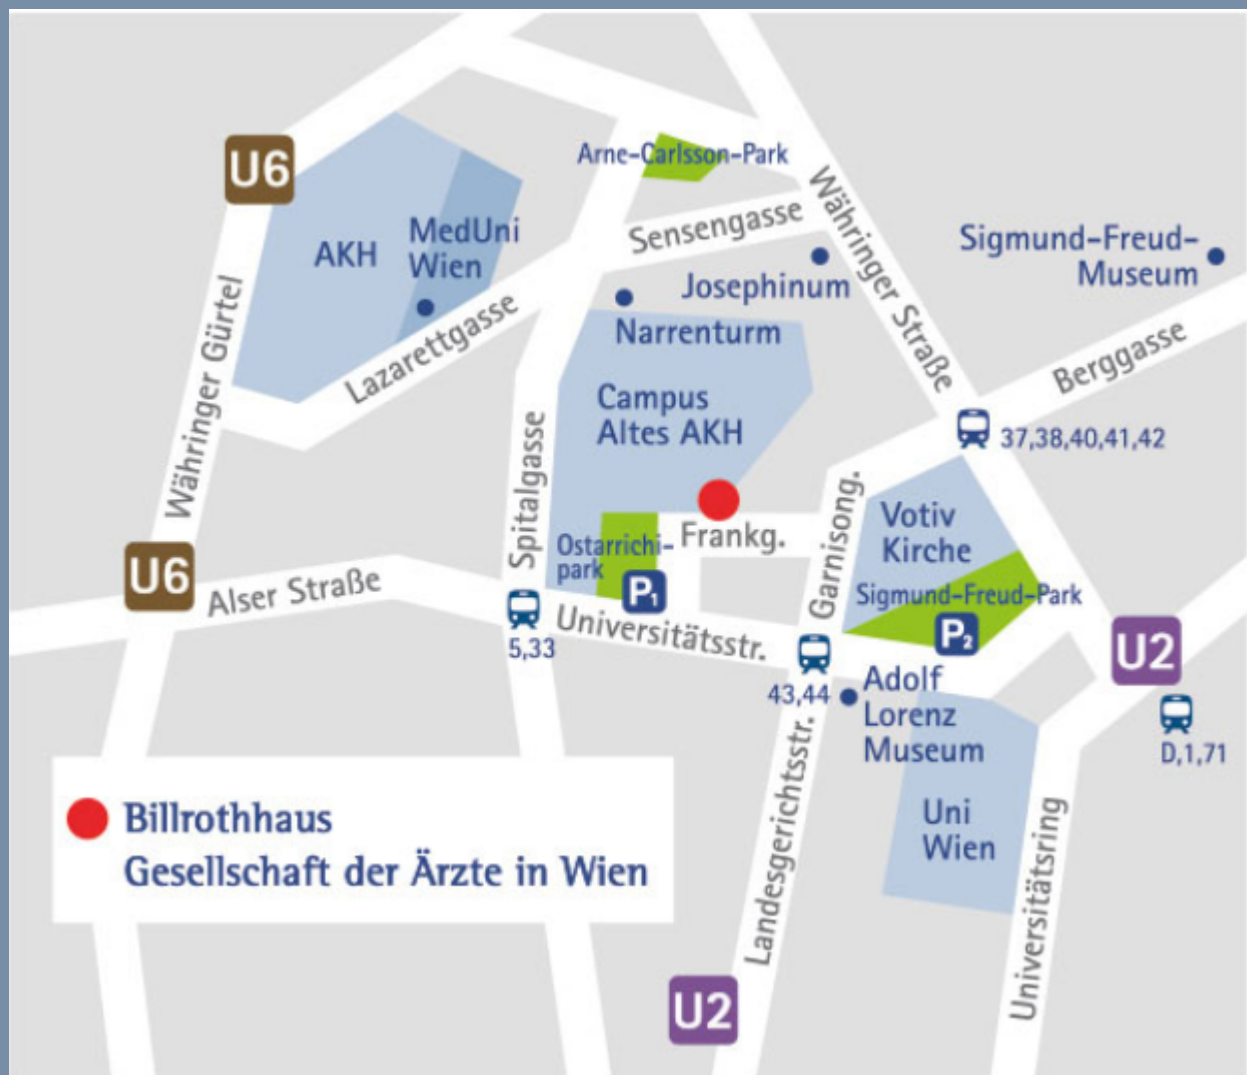 Arne-Carlsson-Park
U6
Sensengasse
Währinger Straße
Sigmund-Freud-
Museum
AKH
MedUni
Wien
Josephinum
Narrenturm
Lazarettgasse
Währinger Gürtel
Berggasse
Campus
Altes AKH
37,38,40,41,42
Spitalgasse
Garnisong.
Votiv
Kirche
Frankg.
Ostarrichi-
park
P1
U6
Alser Straße
Sigmund-Freud-Park
P2
Universitätsstr.
5,33
U2
43,44
Adolf
Lorenz
Museum
D,1,71
Landesgerichtsstr.
Uni
Wien
Universitätsring
Billrothhaus
Gesellschaft der Ärzte in Wien
U2